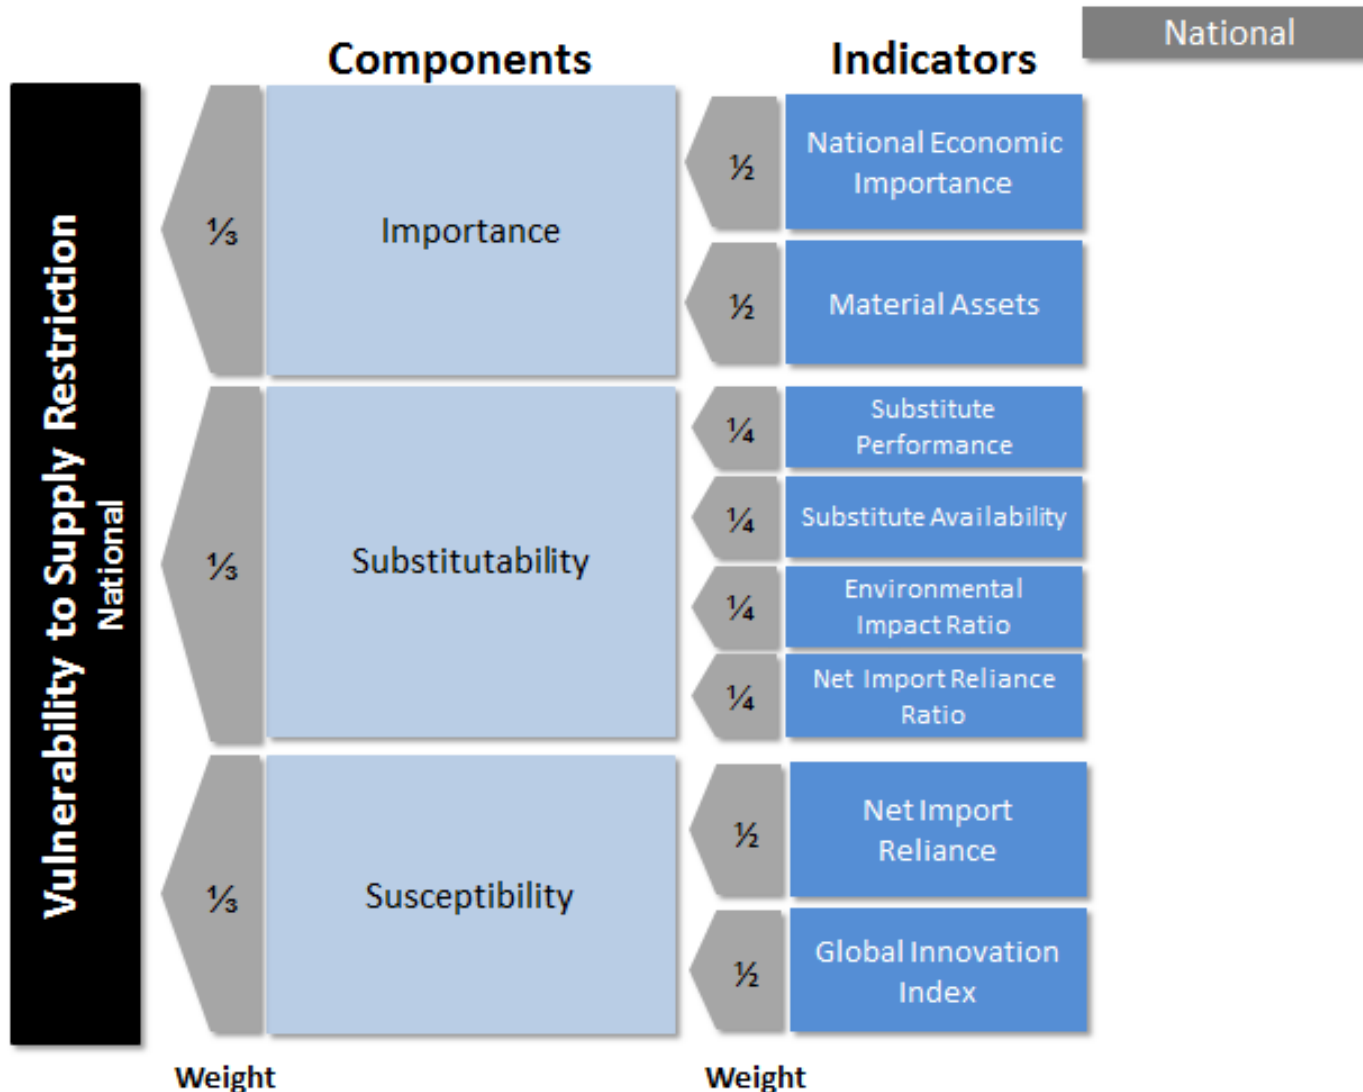 National
Components
Indicators
Vulnerability to Supply Restriction
National
⅓
Importance
½
National Economic
Importance
½
Material Assets
⅓
Substitutability
¼
Substitute
Performance
¼
Substitute Availability
¼
Environmental
Impact Ratio
¼
Net Import Reliance
Ratio
⅓
Susceptibility
½
Net Import
Reliance
½
Global Innovation
Index
Weight
Weight